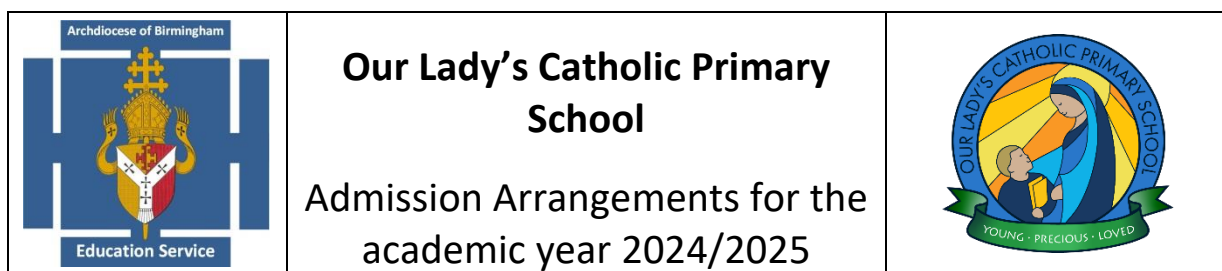 Archdiocese of Birmingham
Education Service
Our Lady’s Catholic Primary
School
Admission Arrangements for the
academic year 2024/2025
OUR LADY'S CATHOLIC PRIMARY SCHOOL
YOUNG · PRECIOUS · LOVED